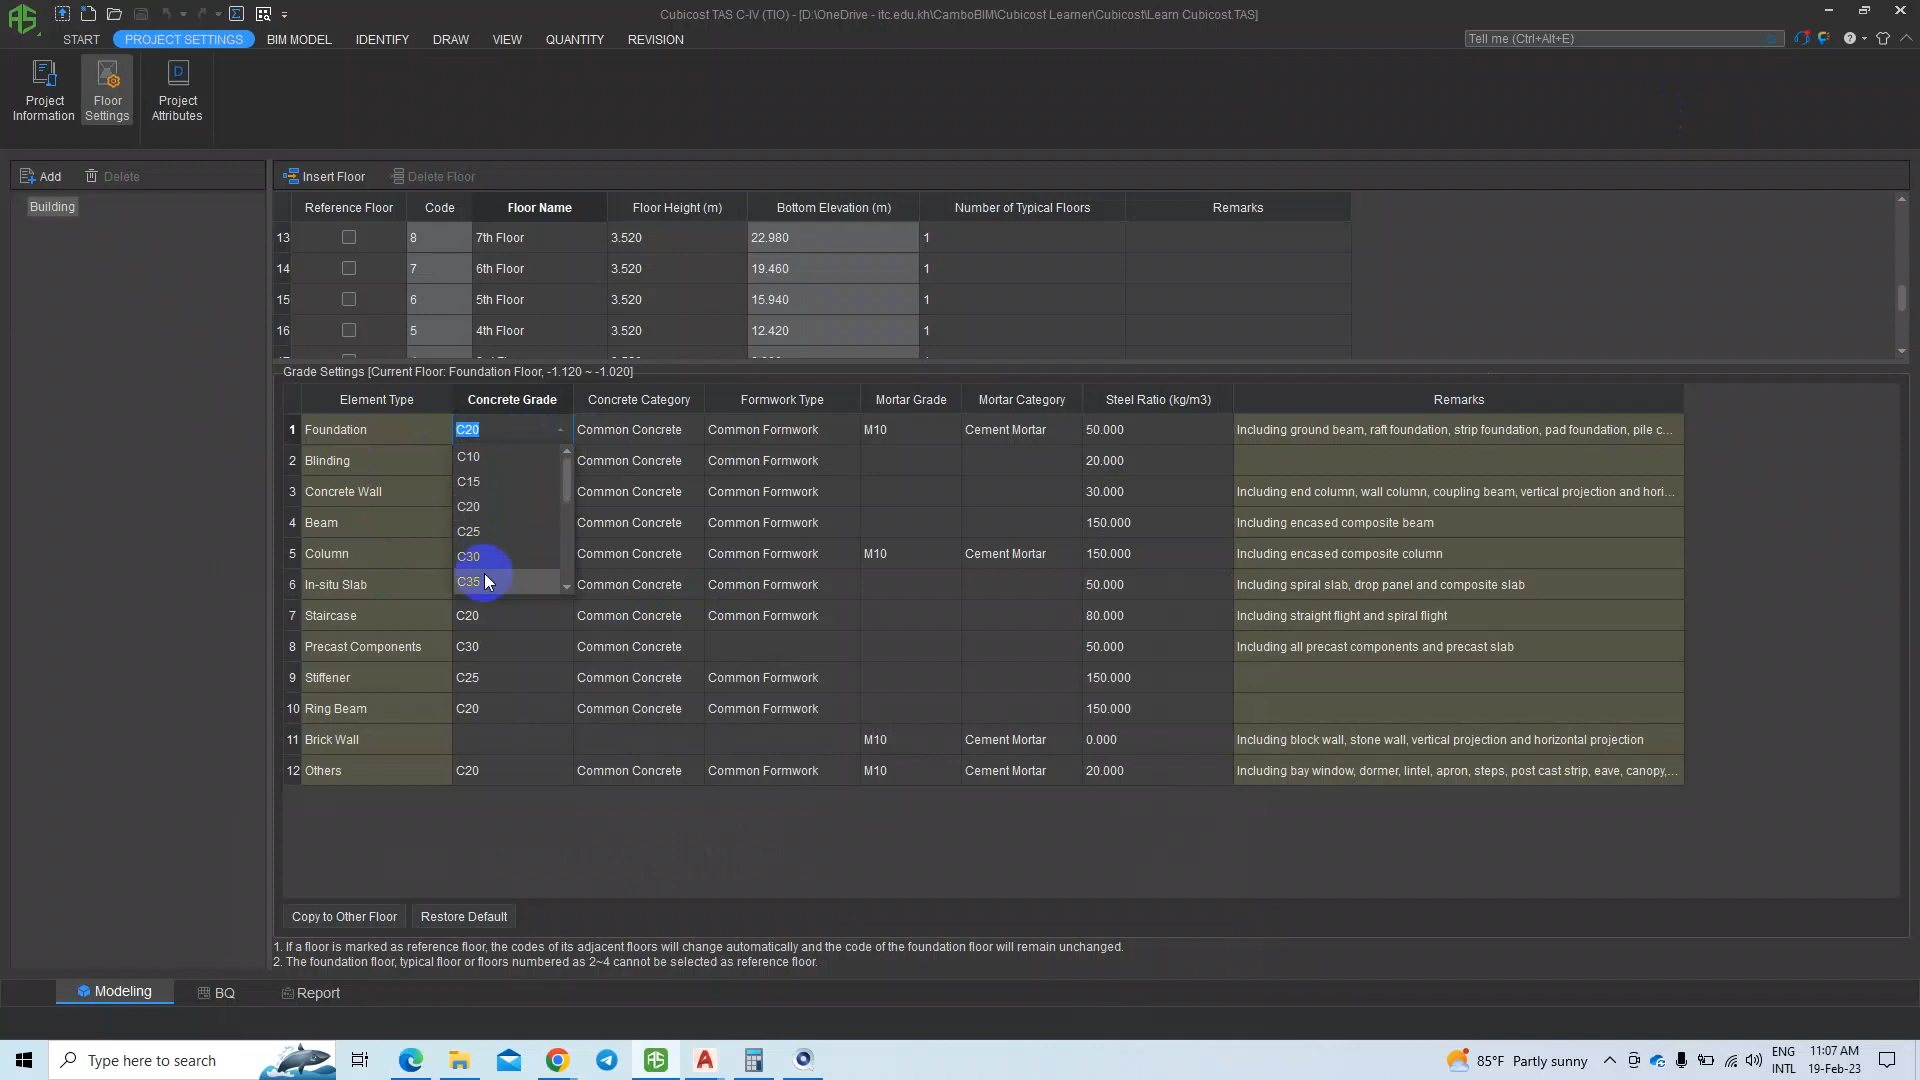 Cubicost TAS C-IV (TIO) - [D:\OneDrive - itc.edu.kh\CamboBIM\Cubicost Learner\Cubicost\Learn Cubicost.TAS]
START PROJECT SETTINGS BIM MODEL IDENTIFY DRAW VIEW QUANTITY REVISION
Tell me (Ctrl+Alt+E)
Project Information
Floor Settings
Project Attributes
Add Delete
Building
Insert Floor Delete Floor
Reference Floor Code Floor Name Floor Height (m) Bottom Elevation (m) Number of Typical Floors Remarks
13 8 7th Floor 3.520 22.980 1
14 7 6th Floor 3.520 19.460 1
15 6 5th Floor 3.520 15.940 1
16 5 4th Floor 3.520 12.420 1
Grade Settings [Current Floor: Foundation Floor, -1.120 ~ -1.020]
Element Type Concrete Grade Concrete Category Formwork Type Mortar Grade Mortar Category Steel Ratio (kg/m3) Remarks
1 Foundation C20 Common Concrete Common Formwork M10 Cement Mortar 50.000 Including ground beam, raft foundation, strip foundation, pad foundation, pile c...
2 Blinding Common Concrete Common Formwork 20.000
3 Concrete Wall Common Concrete Common Formwork 30.000 Including end column, wall column, coupling beam, vertical projection and hori...
4 Beam Common Concrete Common Formwork 150.000 Including encased composite beam
5 Column Common Concrete Common Formwork M10 Cement Mortar 150.000 Including encased composite column
6 In-situ Slab Common Concrete Common Formwork 50.000 Including spiral slab, drop panel and composite slab
C10
C15
C20
C25
C30
C35
7 Staircase C20 Common Concrete Common Formwork 80.000 Including straight flight and spiral flight
8 Precast Components C30 Common Concrete 50.000 Including all precast components and precast slab
9 Stiffener C25 Common Concrete Common Formwork 150.000
10 Ring Beam C20 Common Concrete Common Formwork 150.000
11 Brick Wall M10 Cement Mortar 0.000 Including block wall, stone wall, vertical projection and horizontal projection
12 Others C20 Common Concrete Common Formwork M10 Cement Mortar 20.000 Including bay window, dormer, lintel, apron, steps, post cast strip, eave, canopy,...
Copy to Other Floor Restore Default
1. If a floor is marked as reference floor, the codes of its adjacent floors will change automatically and the code of the foundation floor will remain unchanged.
2. The foundation floor, typical floor or floors numbered as 2~4 cannot be selected as reference floor.
Modeling BQ Report
Type here to search
85°F Partly sunny
ENG
INTL
11:07 AM
19-Feb-23